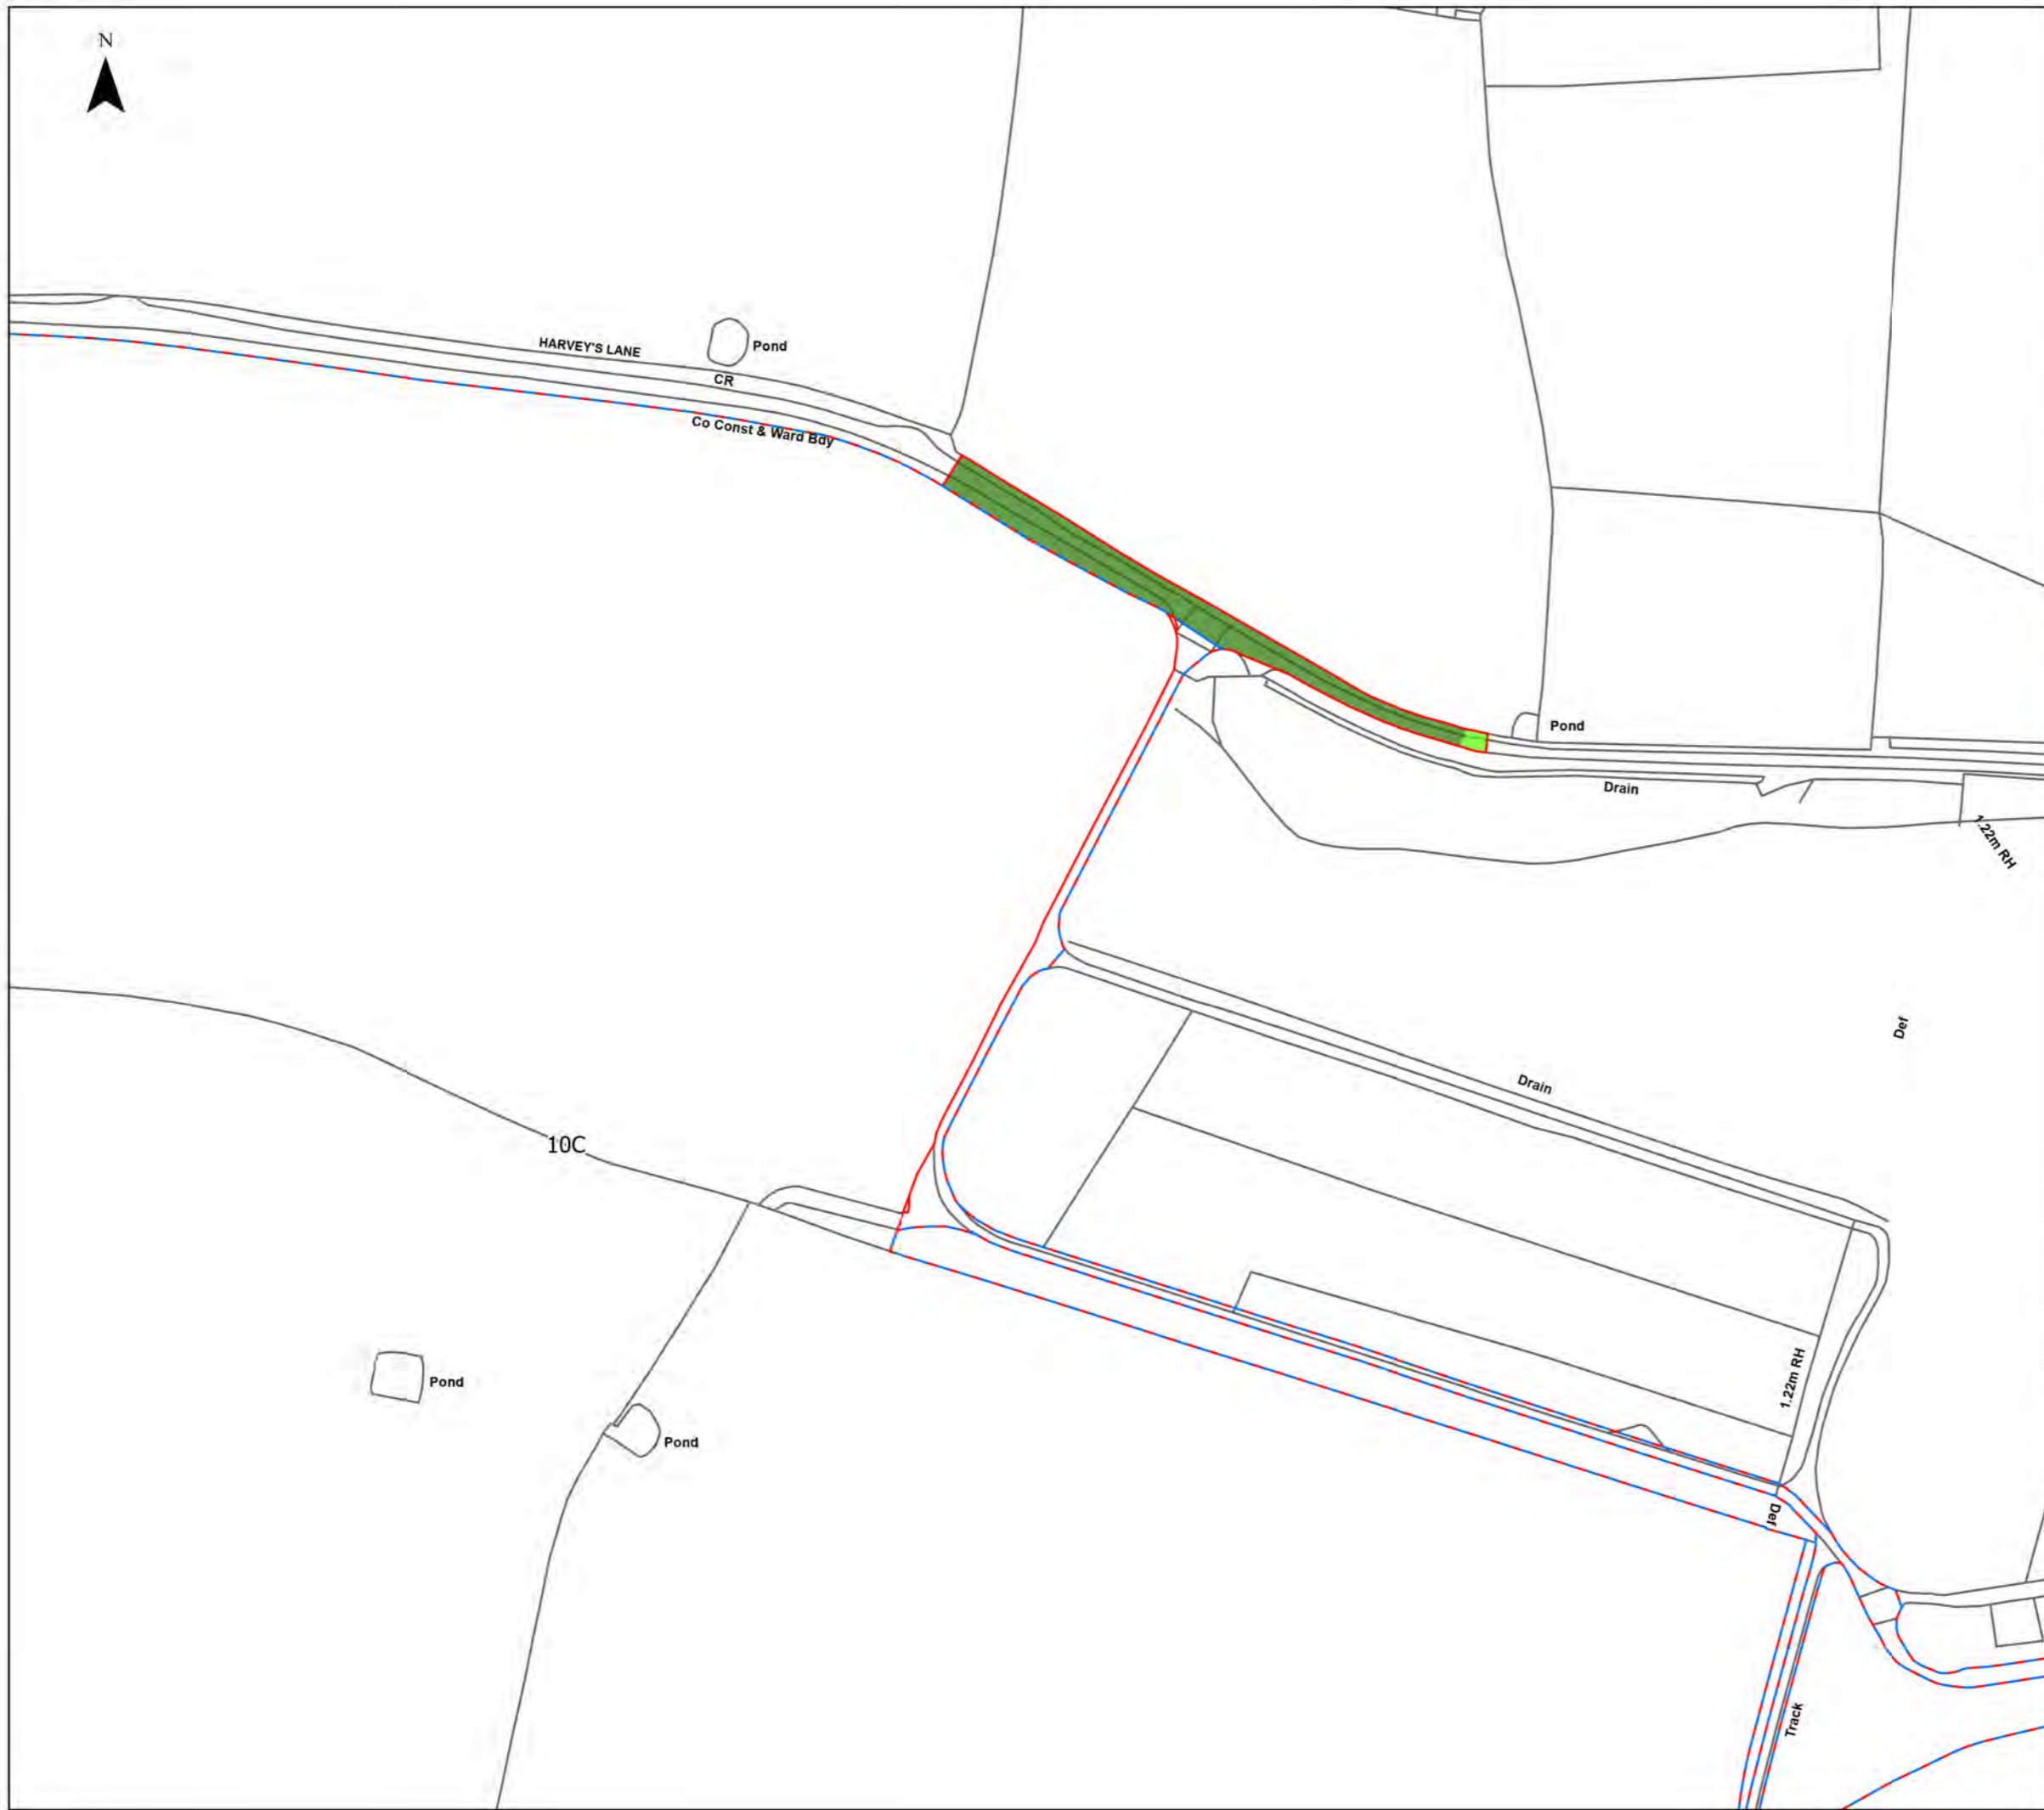 N
HARVEY'S LANE
Pond
CR
Co Const & Ward Bdy
Pond
Drain
1.22m RH
Def
Drain
10C
1.22m RH
Pond
Pond
Def
Track